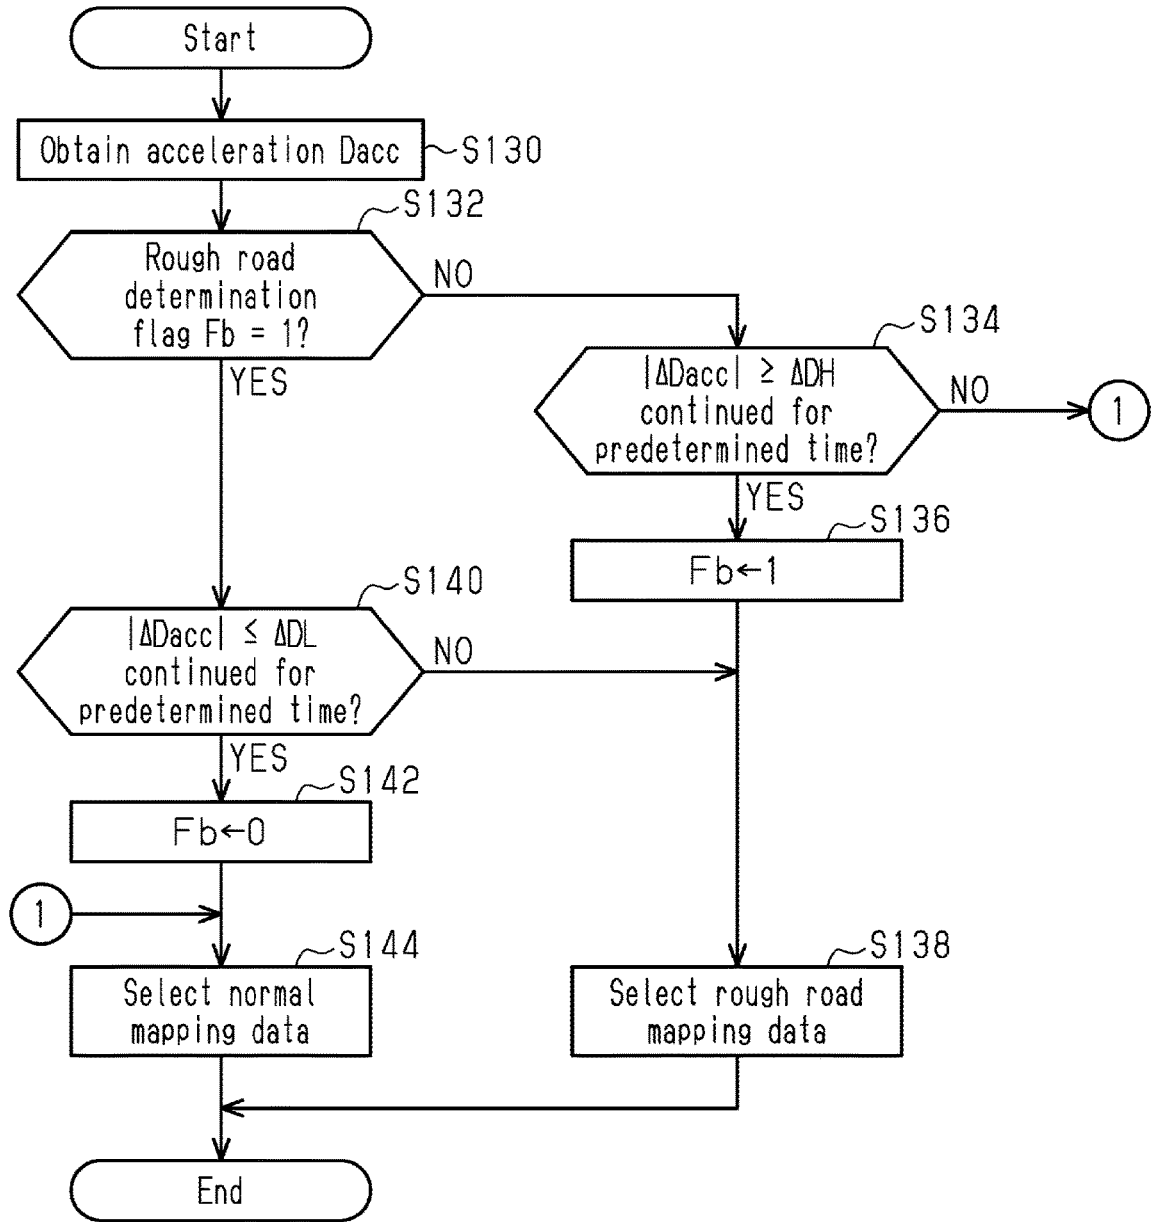 Start
Obtain acceleration Dacc
S130
S132
Rough road
determination
flag Fb = 1?
NO
YES
S134
|ΔDacc| ≥ ΔDH
continued for
predetermined time?
NO
1
YES
S136
Fb←1
S140
|ΔDacc| ≤ ΔDL
continued for
predetermined time?
NO
YES
S142
Fb←0
1
S144
Select normal
mapping data
S138
Select rough road
mapping data
End